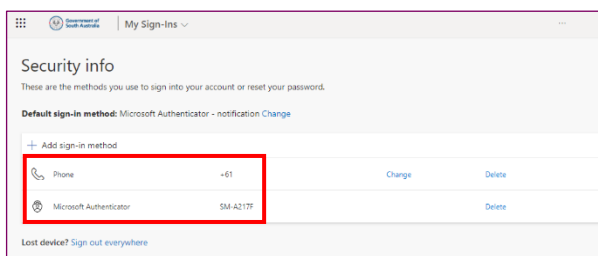 Government of
South Australia
My Sign-Ins
...
Security info
These are the methods you use to sign into your account or reset your password.
Default sign-in method: Microsoft Authenticator - notification Change
+ Add sign-in method
Phone +61 Change Delete
Microsoft Authenticator SM-A217F Delete
Lost device? Sign out everywhere